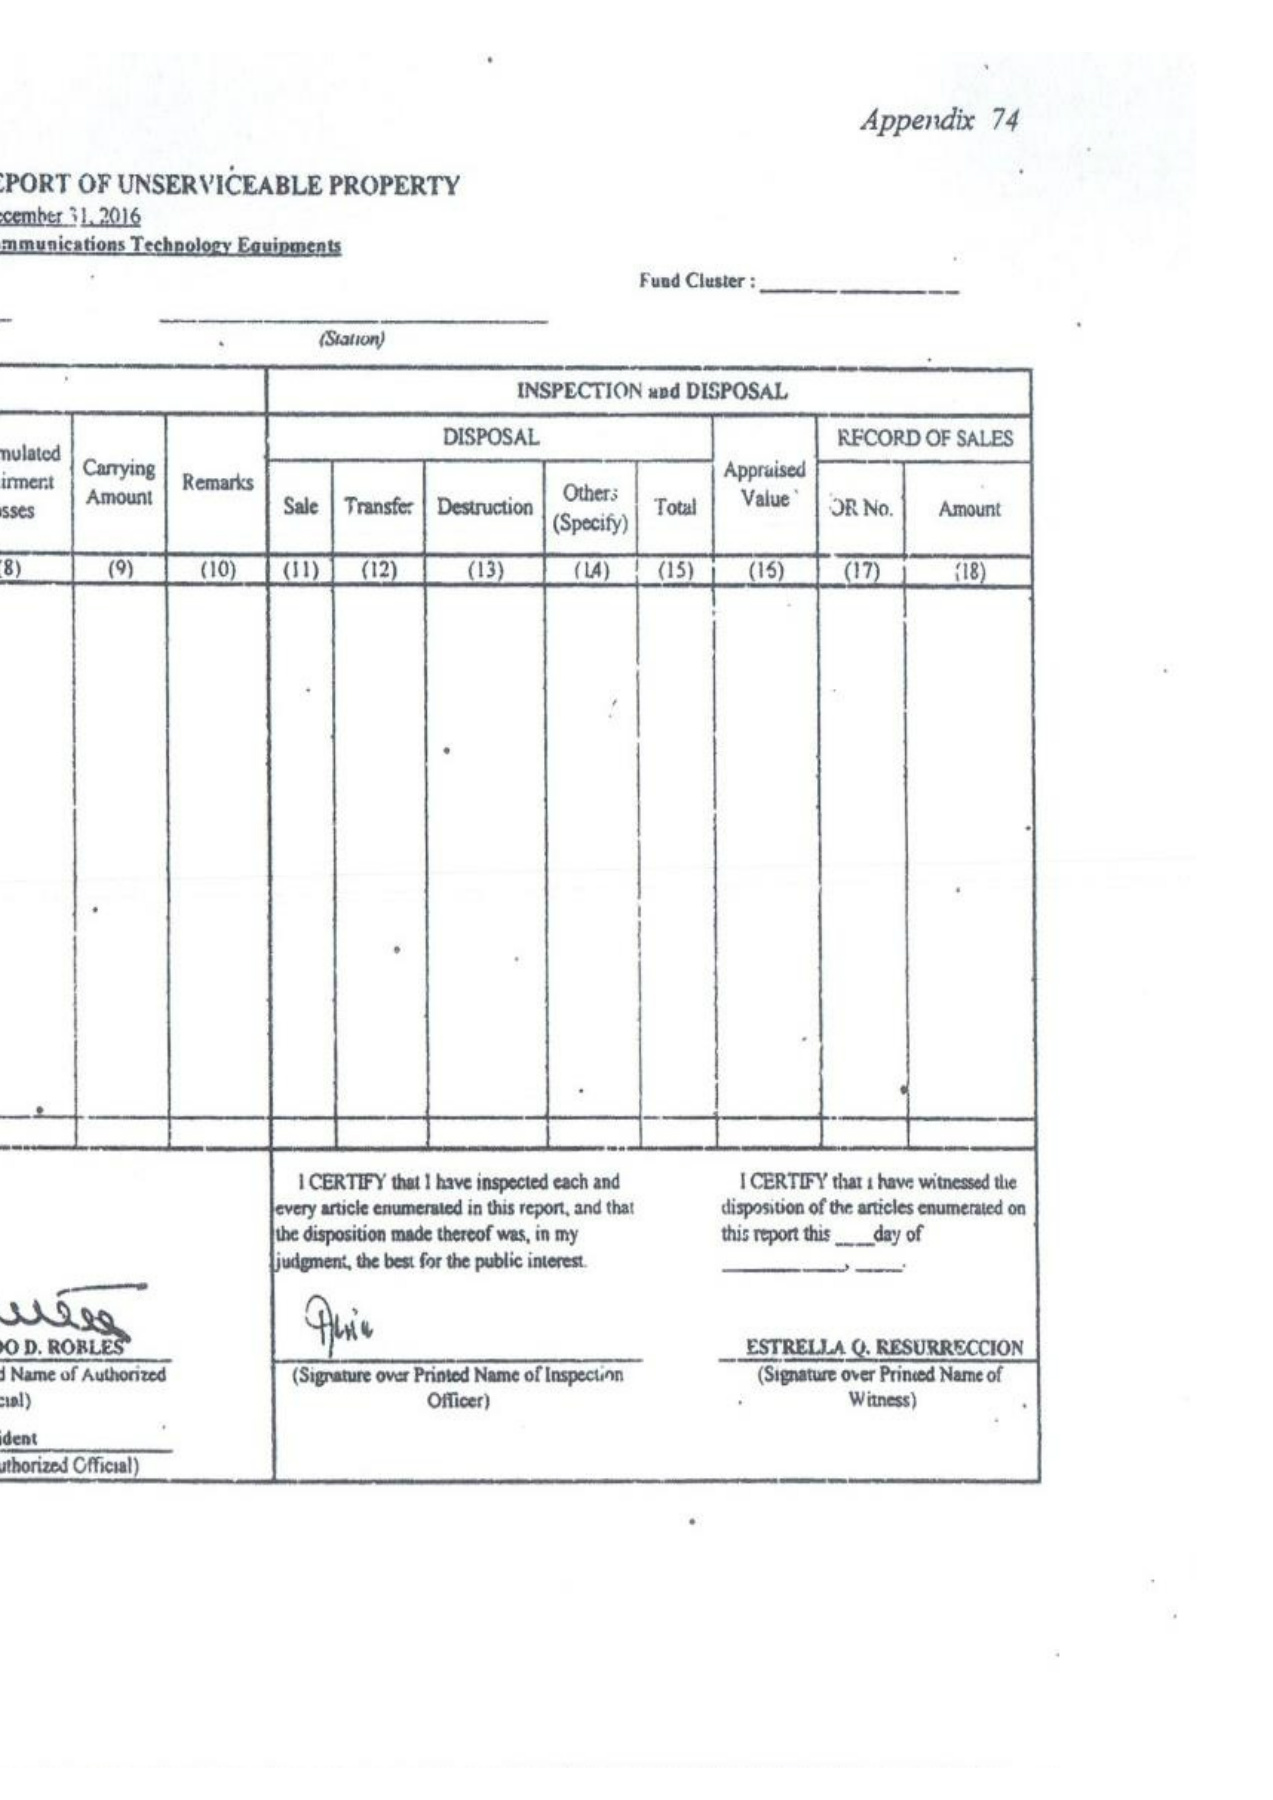 Appendix 74
EPORT OF UNSERVICEABLE PROPERTY
ecember 31, 2016
mmunications Technology Equipments
Fund Cluster :
(Station)
INSPECTION and DISPOSAL
DISPOSAL
RECORD OF SALES
mulated
irment
sses
Carrying
Amount
Remarks
Sale
Transfer
Destruction
Others
(Specify)
Total
Appraised
Value
OR No.
Amount
(8) (9) (10) (11) (12) (13) (14) (15) (16) (17) (18)
I CERTIFY that I have inspected each and
every article enumerated in this report, and that
the disposition made thereof was, in my
judgment, the best for the public interest.
I CERTIFY that I have witnessed the
disposition of the articles enumerated on
this report this ____day of
____________, _____.
DO D. ROBLES
d Name of Authorized
cial)
ident
uthorized Official)
(Signature over Printed Name of Inspection
Officer)
ESTRELLA Q. RESURRECCION
(Signature over Printed Name of
Witness)